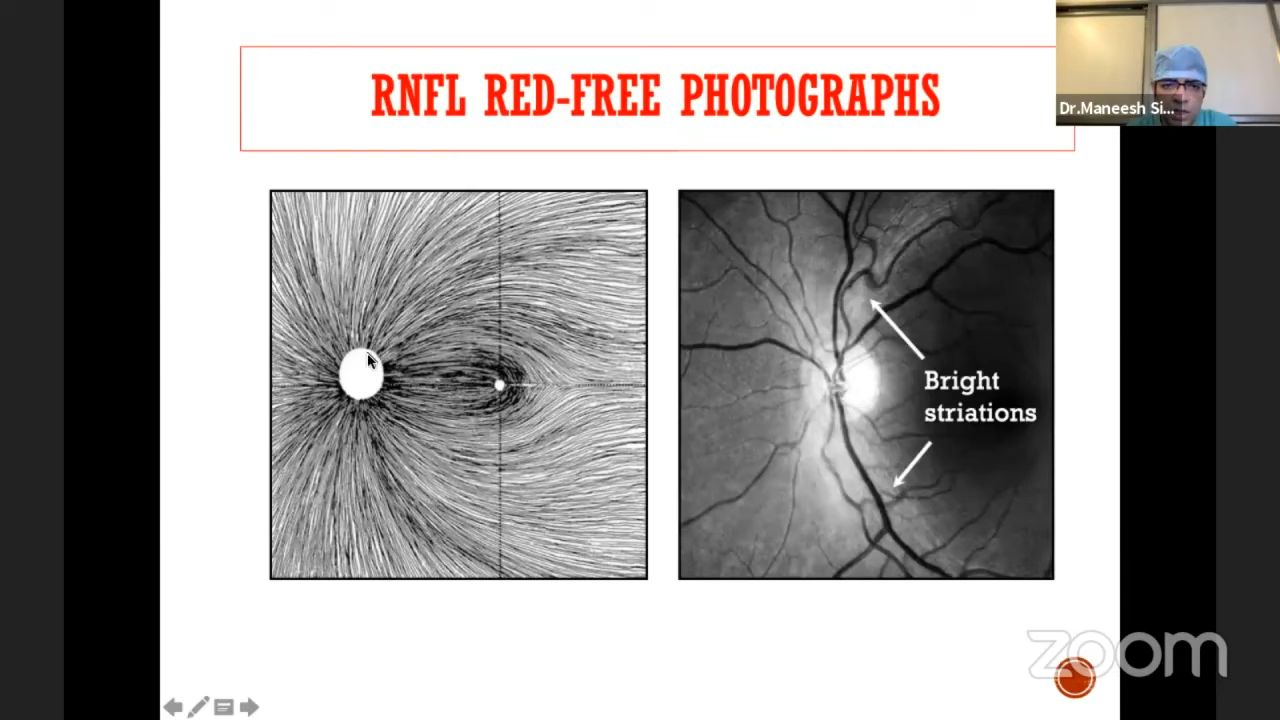 RNFL RED-FREE PHOTOGRAPHS
Dr.Maneesh Si...
Bright
striations
zoom